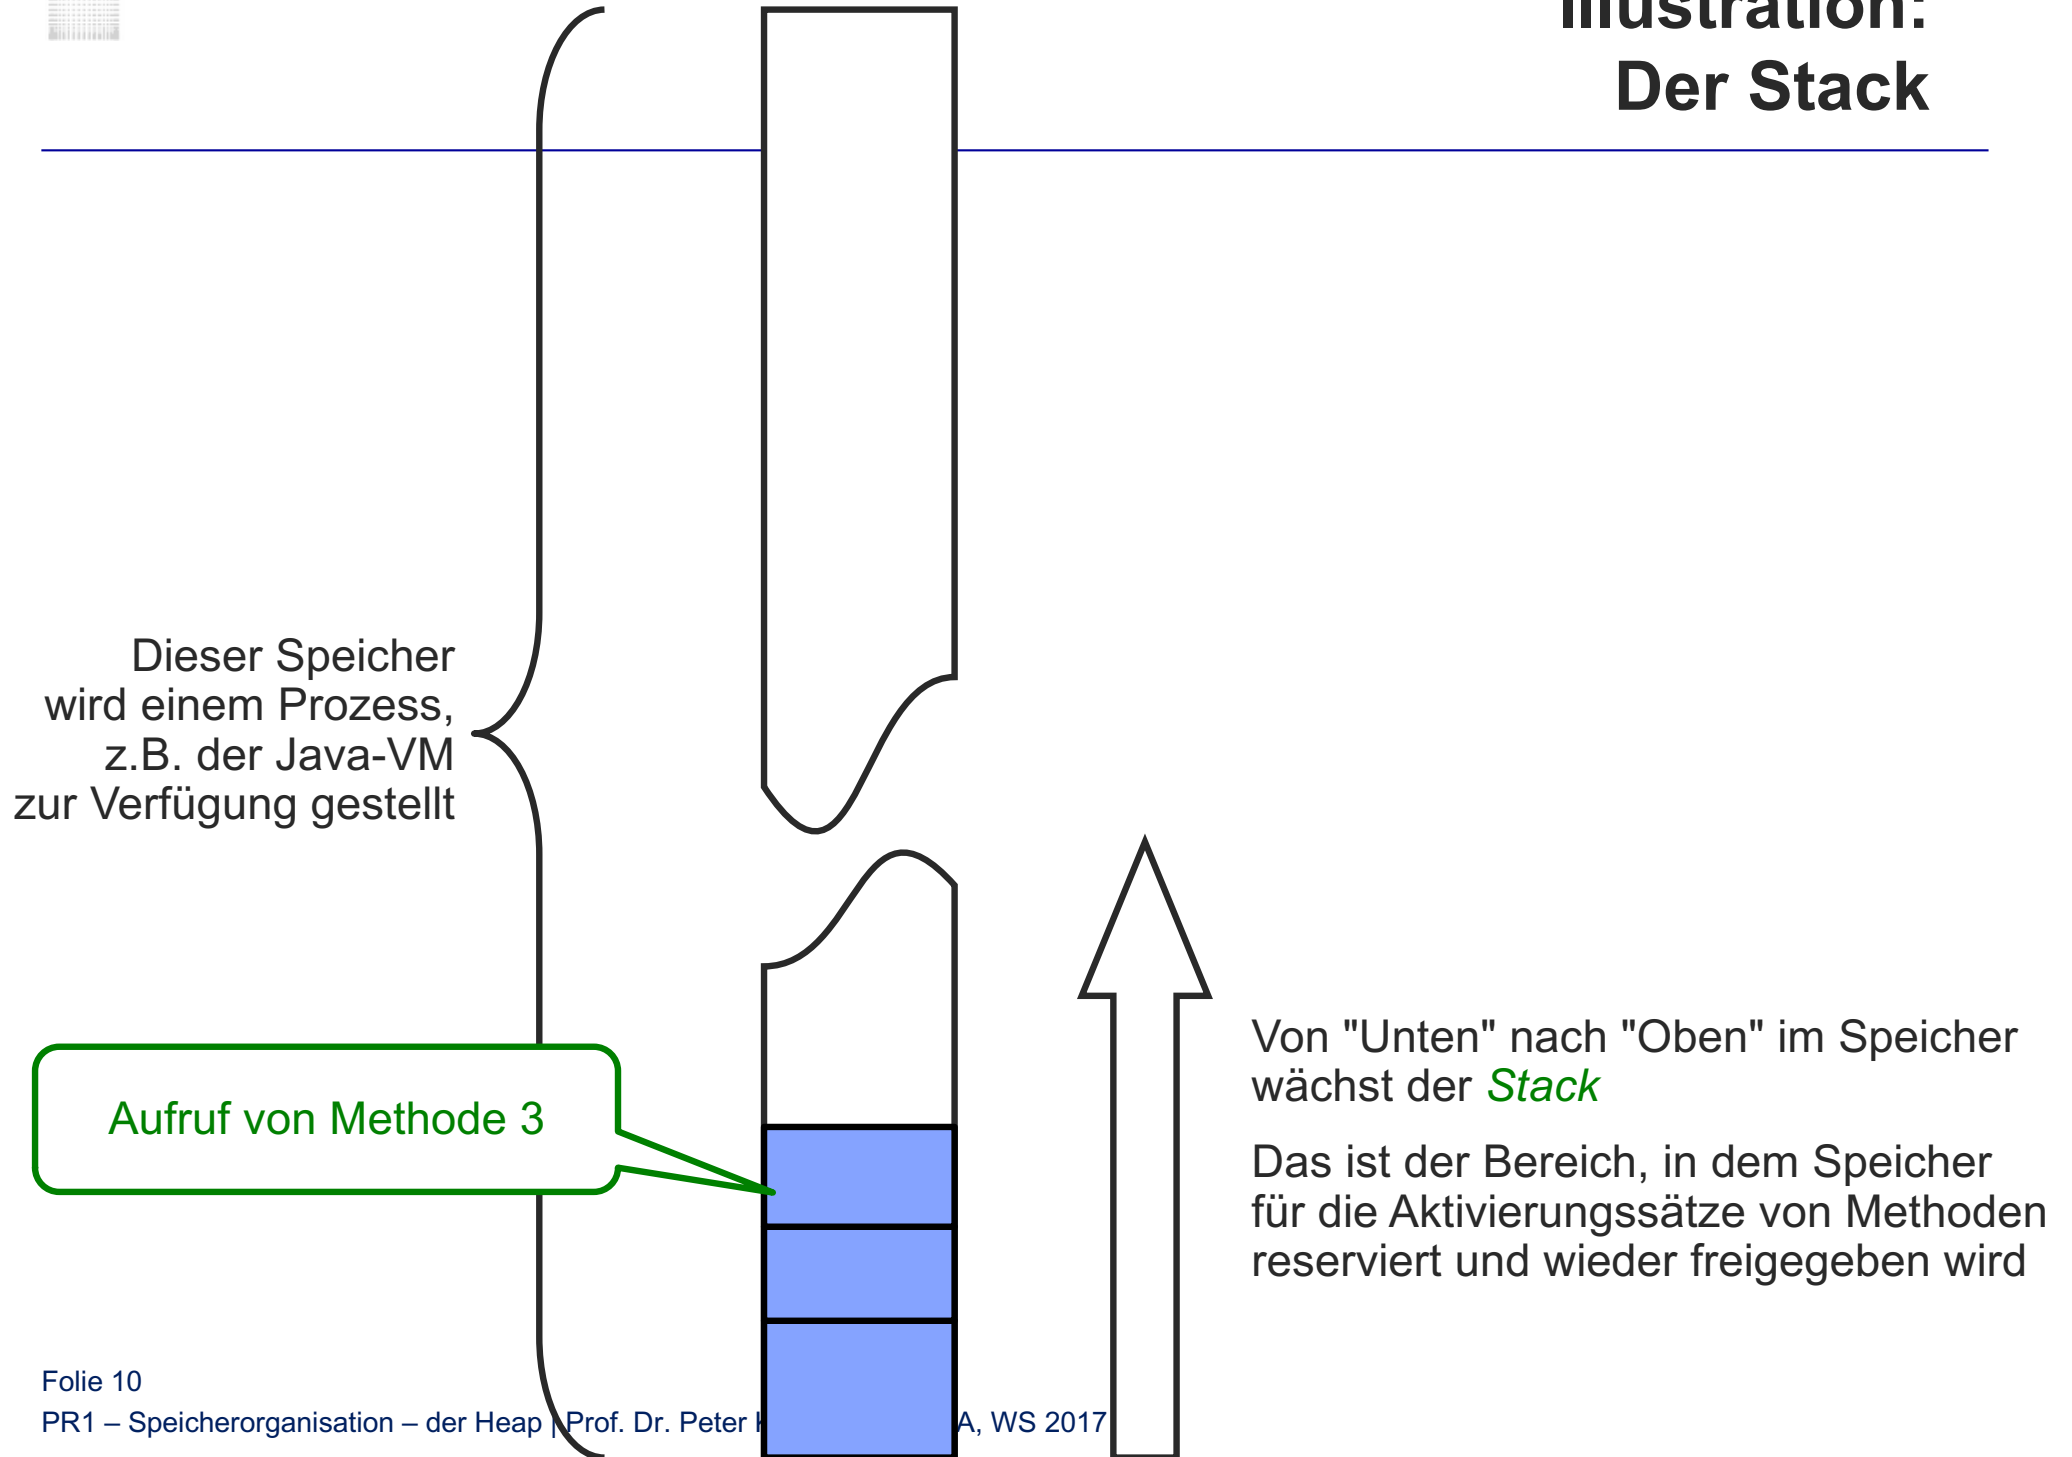 Illustration:
Der Stack
Dieser Speicher
wird einem Prozess,
z.B. der Java-VM
zur Verfügung gestellt
Aufruf von Methode 3
Von "Unten" nach "Oben" im Speicher
wächst der Stack
Das ist der Bereich, in dem Speicher
für die Aktivierungssätze von Methoden
reserviert und wieder freigegeben wird
Folie 10
PR1 – Speicherorganisation – der Heap | Prof. Dr. Peter A, WS 2017